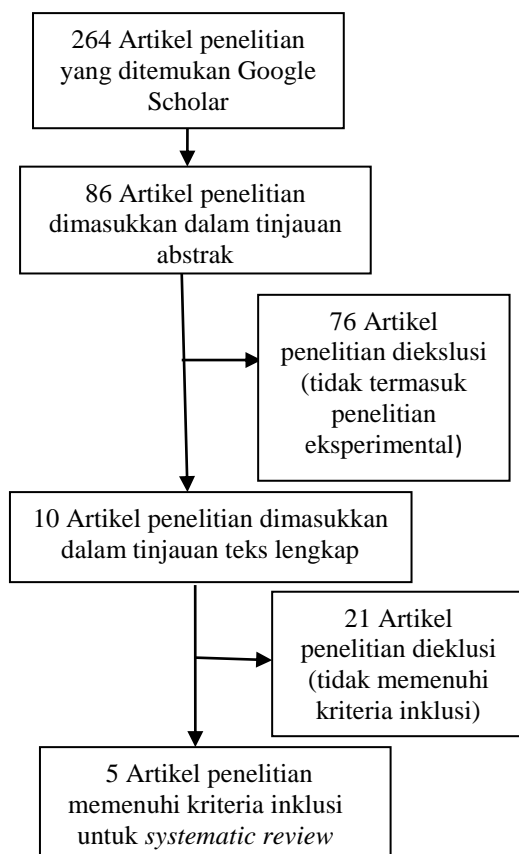 264 Artikel penelitian
yang ditemukan Google
Scholar
86 Artikel penelitian
dimasukkan dalam tinjauan
abstrak
76 Artikel
penelitian diekslusi
(tidak termasuk
penelitian
eksperimental)
10 Artikel penelitian dimasukkan
dalam tinjauan teks lengkap
21 Artikel
penelitian dieklusi
(tidak memenuhi
kriteria inklusi)
5 Artikel penelitian
memenuhi kriteria inklusi
untuk systematic review